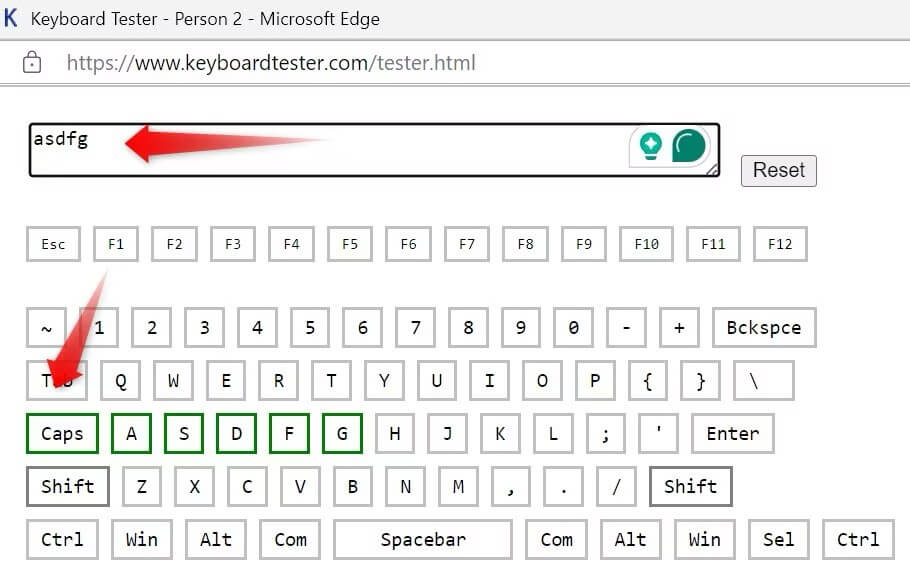 K Keyboard Tester - Person 2 - Microsoft Edge
https://www.keyboardtester.com/tester.html
asdfg
Reset
Esc F1 F2 F3 F4 F5 F6 F7 F8 F9 F10 F11 F12
~ 1 2 3 4 5 6 7 8 9 0 - + Bckspce
Tab Q W E R T Y U I O P { } \
Caps A S D F G H J K L ; ' Enter
Shift Z X C V B N M , . / Shift
Ctrl Win Alt Com Spacebar Com Alt Win Sel Ctrl